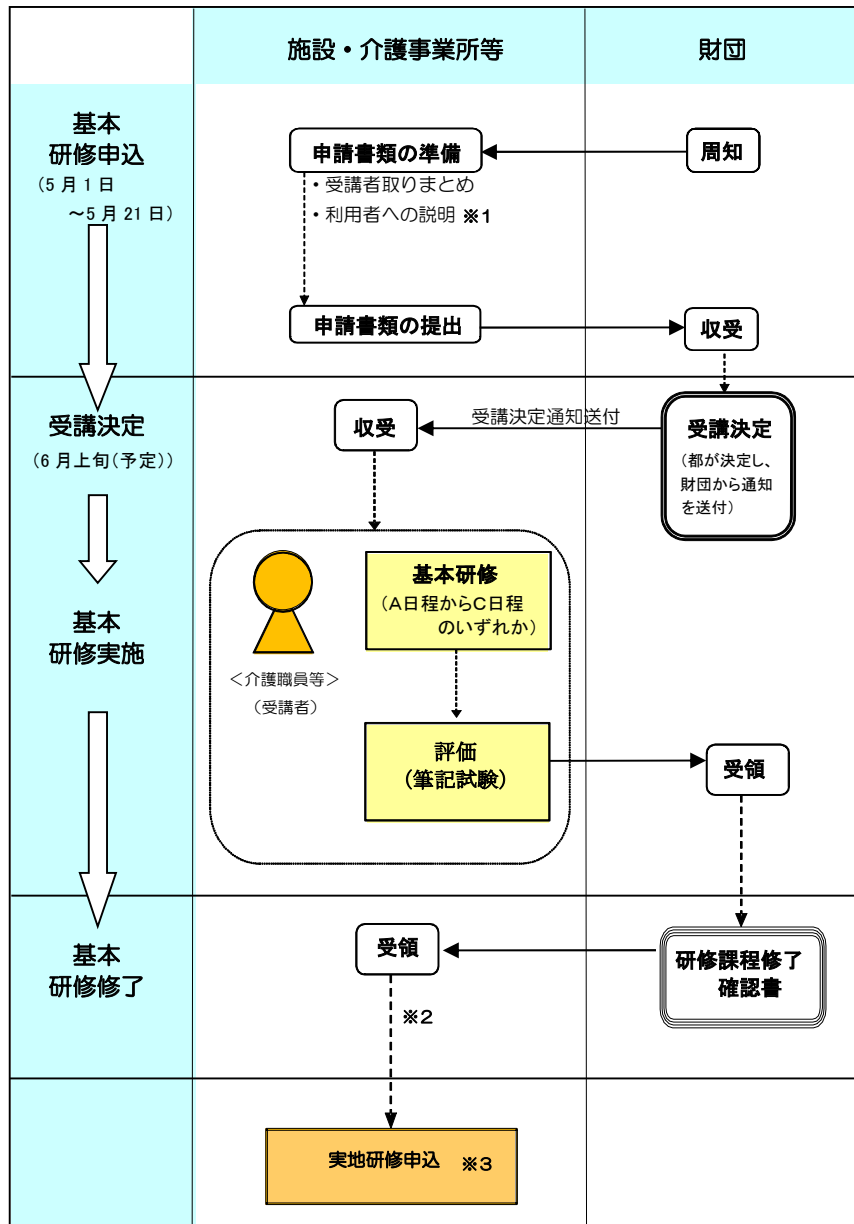 施設・介護事業所等
財団
基本
研修申込
（5月1日
～5月21日）
申請書類の準備
周知
・受講者取りまとめ
・利用者への説明 ※1
申請書類の提出
収受
受講決定
（6月上旬（予定））
収受
受講決定通知送付
受講決定
（都が決定し、
財団から通知
を送付）
基本
研修実施
＜介護職員等＞
（受講者）
基本研修
（A日程からC日程
のいずれか）
評価
（筆記試験）
受領
基本
研修修了
受領
研修課程修了
確認書
※2
実地研修申込 ※3